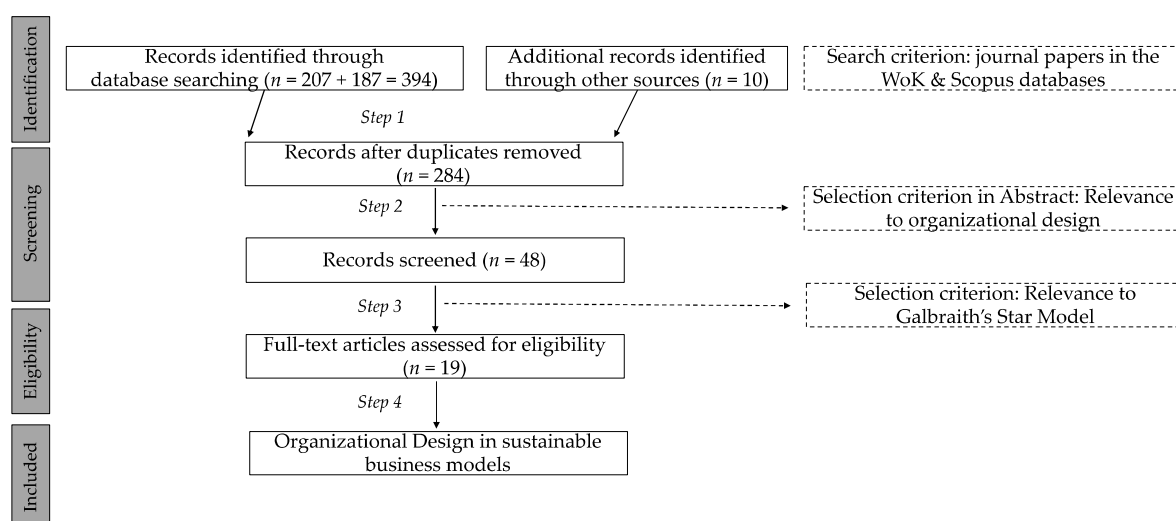 Identification
Records identified through
database searching (n = 207 + 187 = 394)
Additional records identified
through other sources (n = 10)
Search criterion: journal papers in the
WoK & Scopus databases
Step 1
Screening
Records after duplicates removed
(n = 284)
Step 2
Selection criterion in Abstract: Relevance
to organizational design
Records screened (n = 48)
Step 3
Selection criterion: Relevance to
Galbraith's Star Model
Eligibility
Full-text articles assessed for eligibility
(n = 19)
Step 4
Included
Organizational Design in sustainable
business models